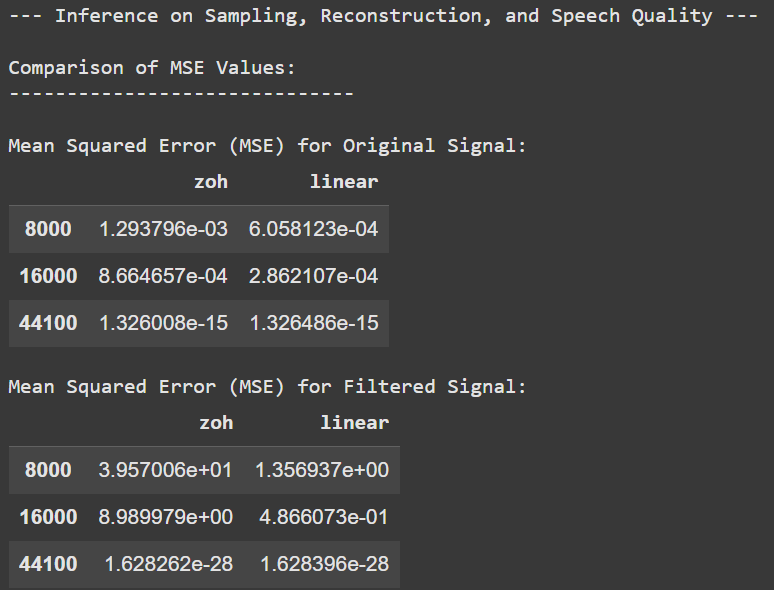 --- Inference on Sampling, Reconstruction, and Speech Quality ---
Comparison of MSE Values:
------------------------------
Mean Squared Error (MSE) for Original Signal:
zoh linear
8000 1.293796e-03 6.058123e-04
16000 8.664657e-04 2.862107e-04
44100 1.326008e-15 1.326486e-15
Mean Squared Error (MSE) for Filtered Signal:
zoh linear
8000 3.957006e+01 1.356937e+00
16000 8.989979e+00 4.866073e-01
44100 1.628262e-28 1.628396e-28